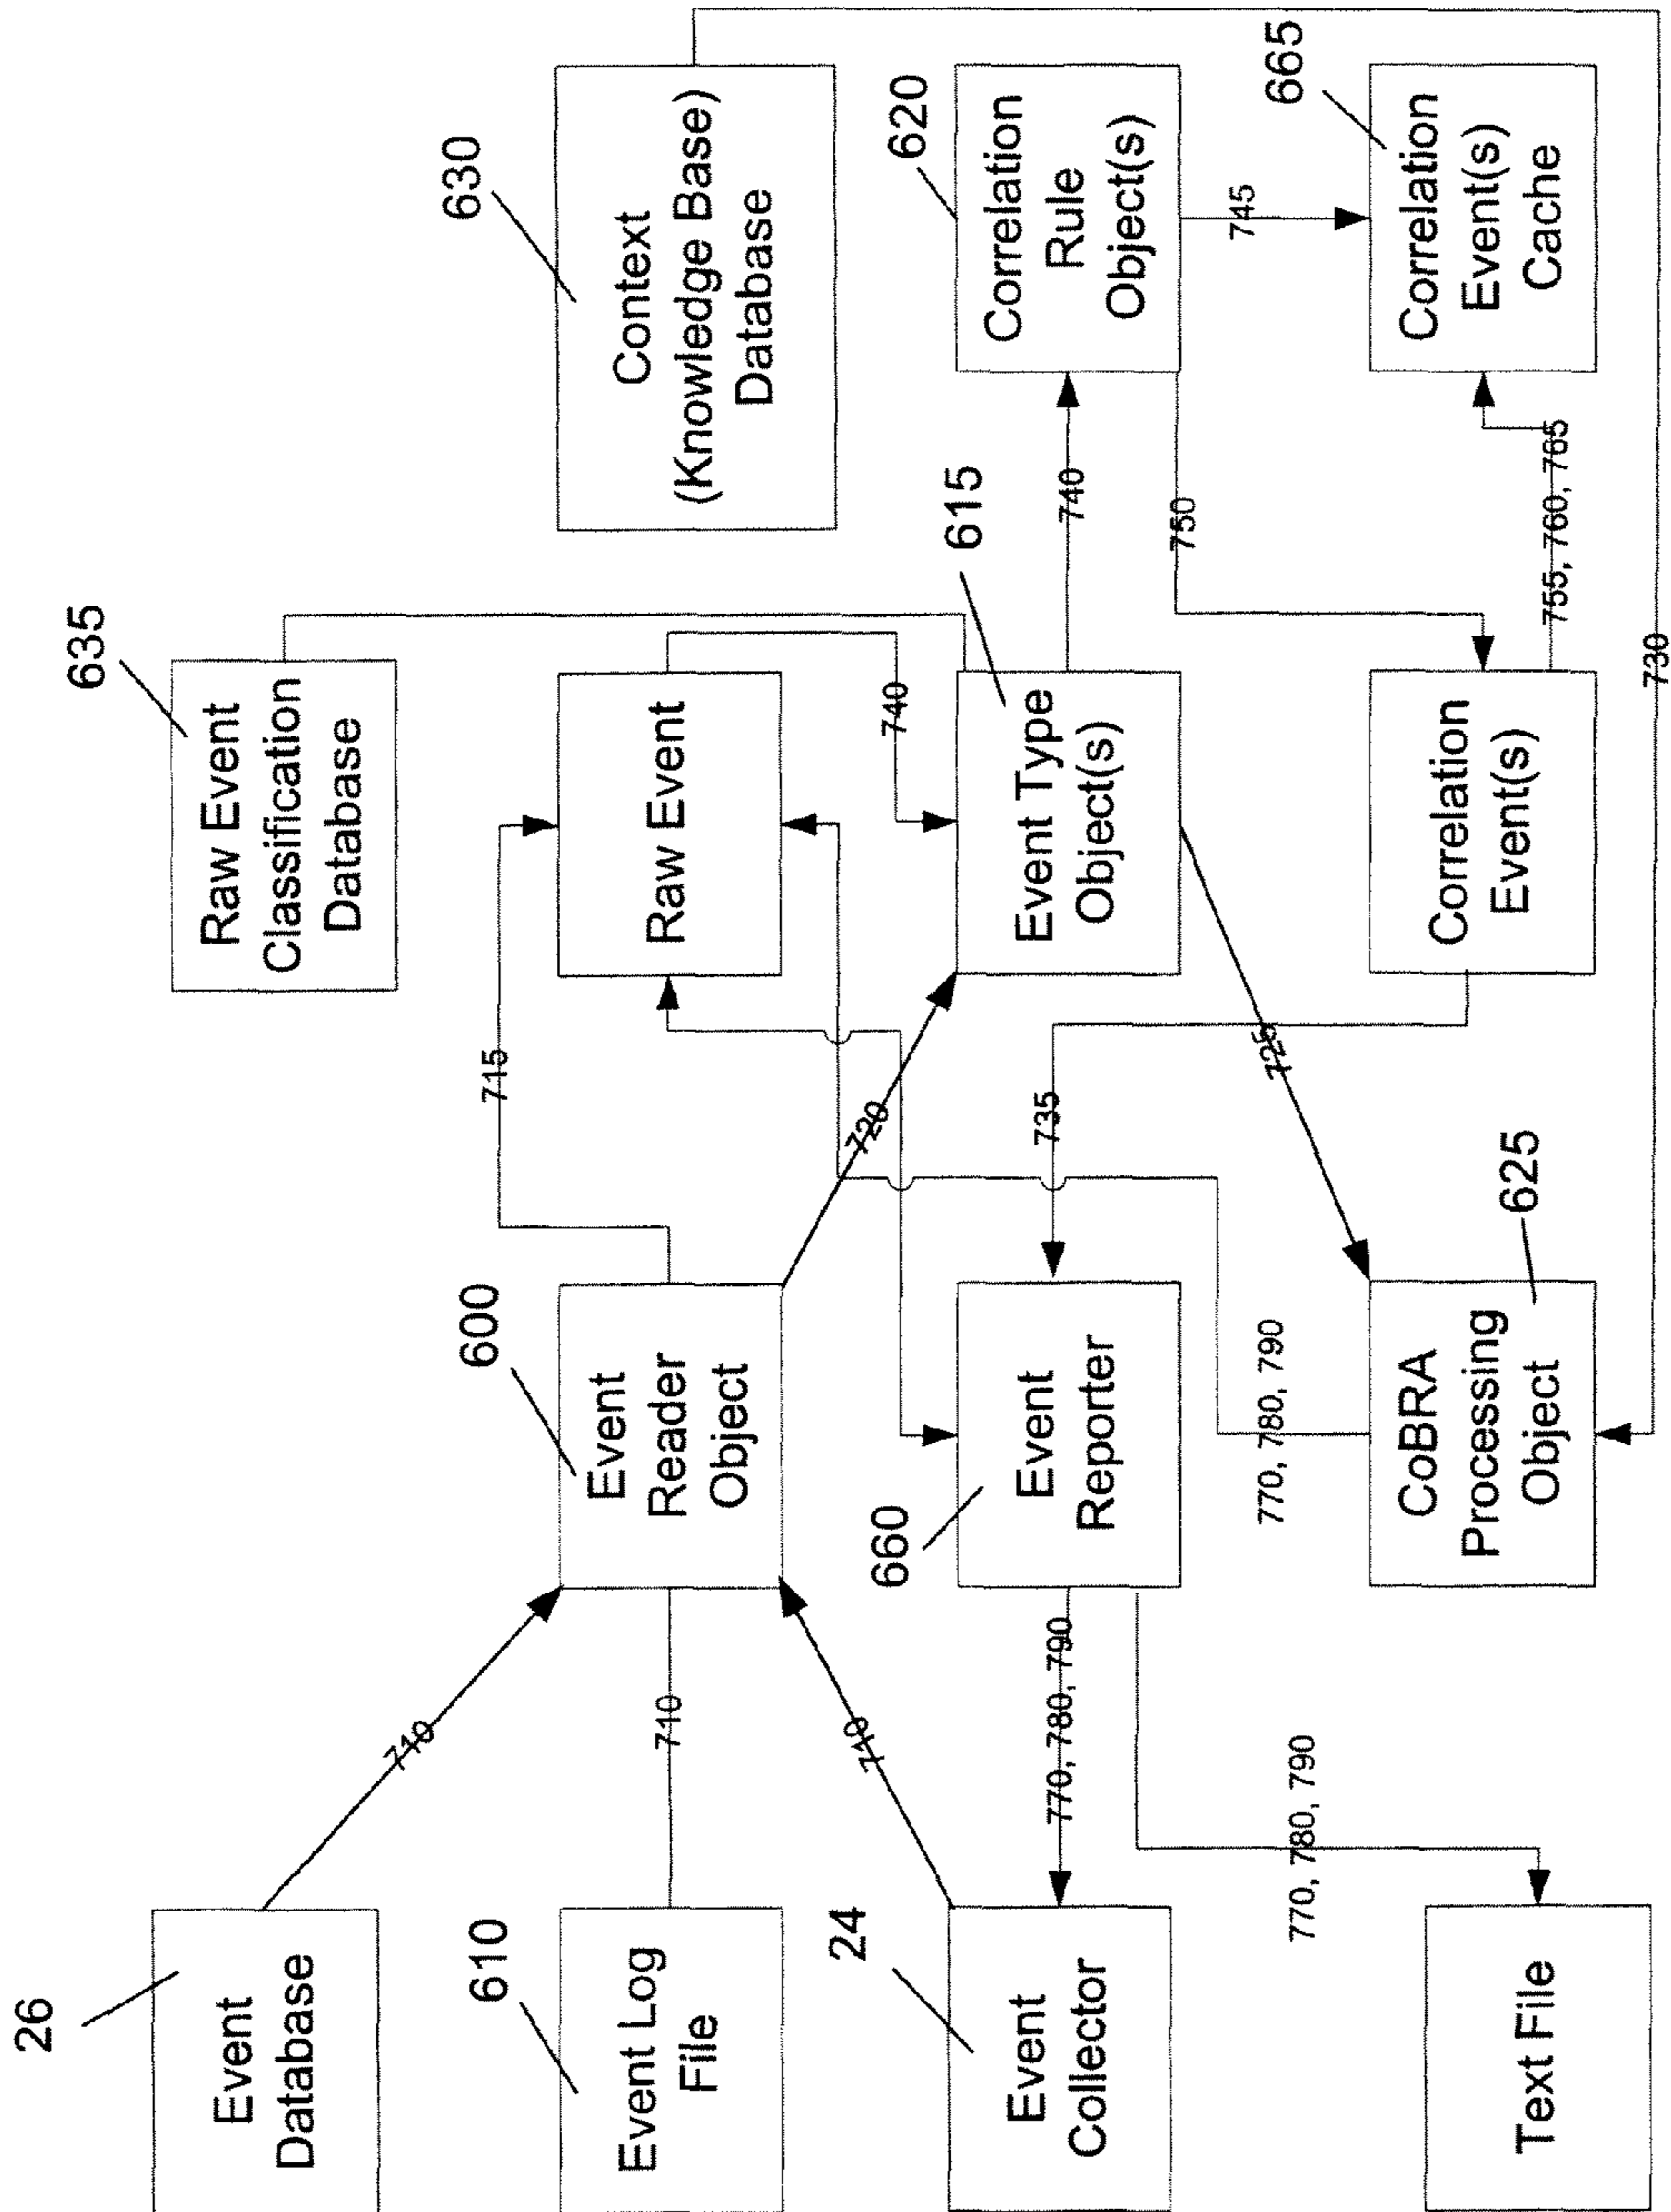 26
Event
Database
610
Event Log
File
24
Event
Collector
Text File
710
710
710
770, 780, 790
770, 780, 790
600
Event
Reader
Object
660
Event
Reporter
CoBRA
Processing
Object
625
770, 780, 790
715
720
735
725
635
Raw Event
Classification
Database
Raw Event
740
Event Type
Object(s)
615
Correlation
Event(s)
740
750
755, 760, 765
730
630
Context
(Knowledge Base)
Database
620
Correlation
Rule
Object(s)
745
665
Correlation
Event(s)
Cache